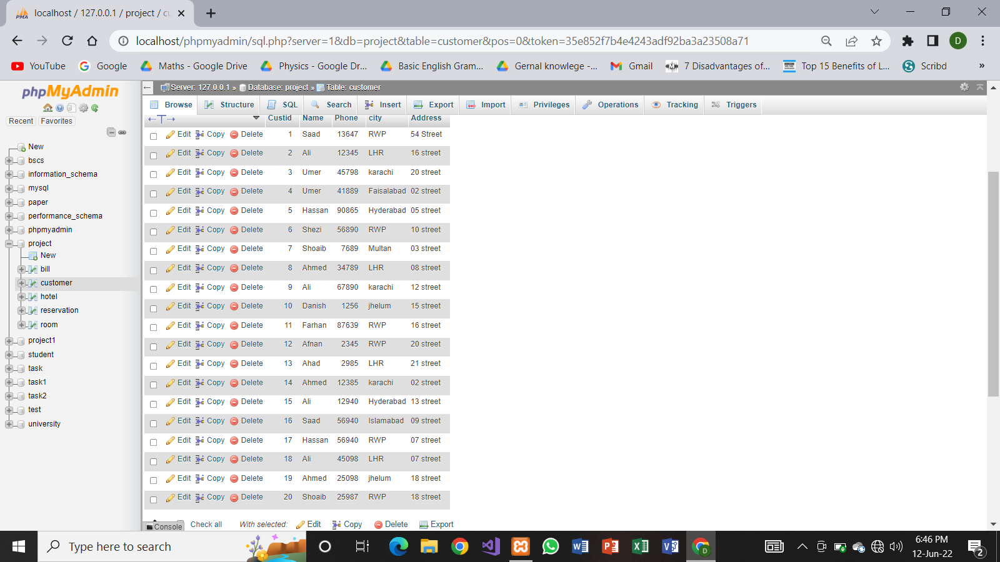 localhost / 127.0.0.1 / project / cu
localhost/phpmyadmin/sql.php?server=1&db=project&table=customer&pos=0&token=35e852f7b4e4243adf92ba3a23508a71
D
YouTube Google Maths - Google Drive Physics - Google Dr... Basic English Gram... Gernal knowlege -... Gmail 7 Disadvantages of... Top 15 Benefits of L... Scribd »
phpMyAdmin
Recent Favorites
New
bscs
information_schema
mysql
paper
performance_schema
phpmyadmin
project
New
bill
customer
hotel
reservation
room
project1
student
task
task1
task2
test
university
Server: 127.0.0.1 » Database: project » Table: customer
Browse Structure SQL Search Insert Export Import Privileges Operations Tracking Triggers
←T→ Custid Name Phone city Address
Edit Copy Delete 1 Saad 13647 RWP 54 Street
Edit Copy Delete 2 Ali 12345 LHR 16 street
Edit Copy Delete 3 Umer 45798 karachi 20 street
Edit Copy Delete 4 Umer 41889 Faisalabad 02 street
Edit Copy Delete 5 Hassan 90865 Hyderabad 05 street
Edit Copy Delete 6 Shezi 56890 RWP 10 street
Edit Copy Delete 7 Shoaib 7689 Multan 03 street
Edit Copy Delete 8 Ahmed 34789 LHR 08 street
Edit Copy Delete 9 Ali 67890 karachi 12 street
Edit Copy Delete 10 Danish 1256 jhelum 15 street
Edit Copy Delete 11 Farhan 87639 RWP 16 street
Edit Copy Delete 12 Afnan 2345 RWP 20 street
Edit Copy Delete 13 Ahad 2985 LHR 21 street
Edit Copy Delete 14 Ahmed 12385 karachi 02 street
Edit Copy Delete 15 Ali 12940 Hyderabad 13 street
Edit Copy Delete 16 Saad 56940 Islamabad 09 street
Edit Copy Delete 17 Hassan 56940 RWP 07 street
Edit Copy Delete 18 Ali 45098 LHR 07 street
Edit Copy Delete 19 Ahmed 25098 jhelum 18 street
Edit Copy Delete 20 Shoaib 25987 RWP 18 street
Console Check all With selected: Edit Copy Delete Export
Type here to search
6:46 PM
12-Jun-22
2